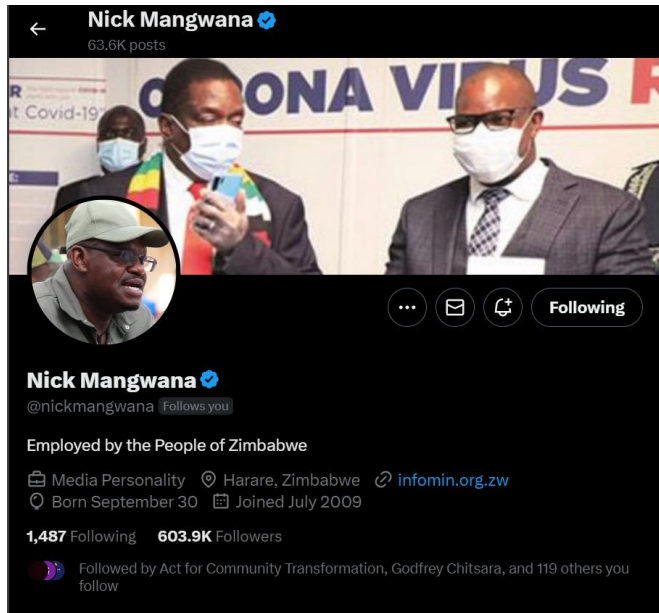 Nick Mangwana
63.6K posts
CORONA VIRUS R
t Covid-19
Following
Nick Mangwana
@nickmangwana Follows you
Employed by the People of Zimbabwe
Media Personality Harare, Zimbabwe infomin.org.zw
Born September 30 Joined July 2009
1,487 Following 603.9K Followers
Followed by Act for Community Transformation, Godfrey Chitsara, and 119 others you
follow